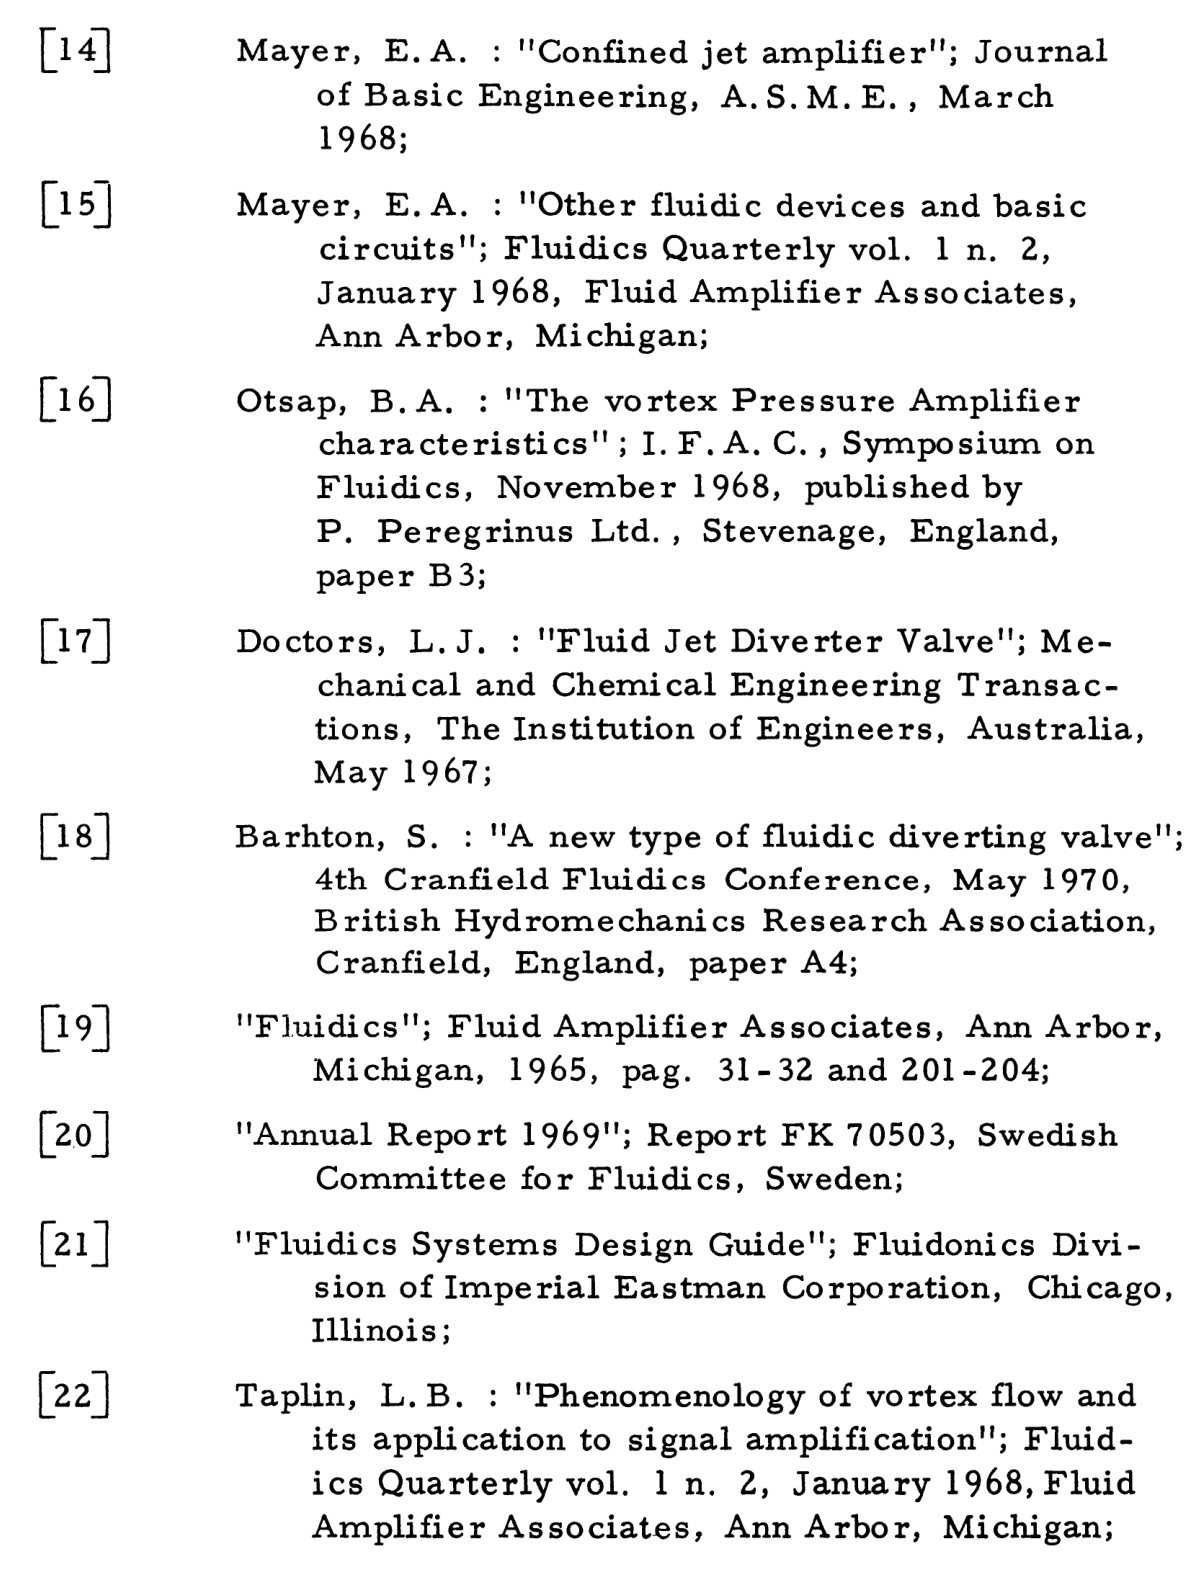 [14] Mayer, E.A. : "Confined jet amplifier"; Journal
of Basic Engineering, A.S.M.E., March
1968;
[15] Mayer, E.A. : "Other fluidic devices and basic
circuits"; Fluidics Quarterly vol. 1 n. 2,
January 1968, Fluid Amplifier Associates,
Ann Arbor, Michigan;
[16] Otsap, B.A. : "The vortex Pressure Amplifier
characteristics"; I.F.A.C., Symposium on
Fluidics, November 1968, published by
P. Peregrinus Ltd., Stevenage, England,
paper B3;
[17] Doctors, L.J. : "Fluid Jet Diverter Valve"; Me-
chanical and Chemical Engineering Transac-
tions, The Institution of Engineers, Australia,
May 1967;
[18] Barhton, S. : "A new type of fluidic diverting valve";
4th Cranfield Fluidics Conference, May 1970,
British Hydromechanics Research Association,
Cranfield, England, paper A4;
[19] "Fluidics"; Fluid Amplifier Associates, Ann Arbor,
Michigan, 1965, pag. 31-32 and 201-204;
[20] "Annual Report 1969"; Report FK 70503, Swedish
Committee for Fluidics, Sweden;
[21] "Fluidics Systems Design Guide"; Fluidonics Divi-
sion of Imperial Eastman Corporation, Chicago,
Illinois;
[22] Taplin, L.B. : "Phenomenology of vortex flow and
its application to signal amplification"; Fluid-
ics Quarterly vol. 1 n. 2, January 1968, Fluid
Amplifier Associates, Ann Arbor, Michigan;